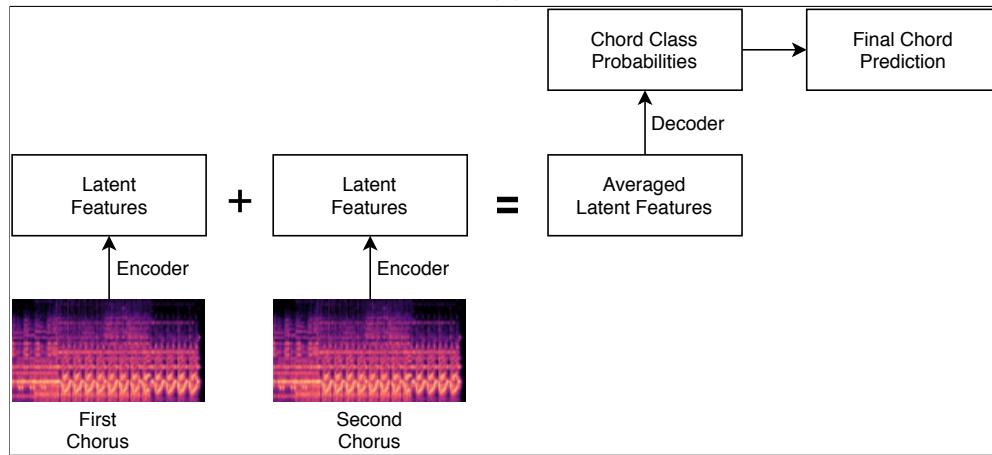 Chord Class
Probabilities
Final Chord
Prediction
Decoder
Latent
Features
+
Latent
Features
=
Averaged
Latent Features
Encoder
Encoder
First
Chorus
Second
Chorus